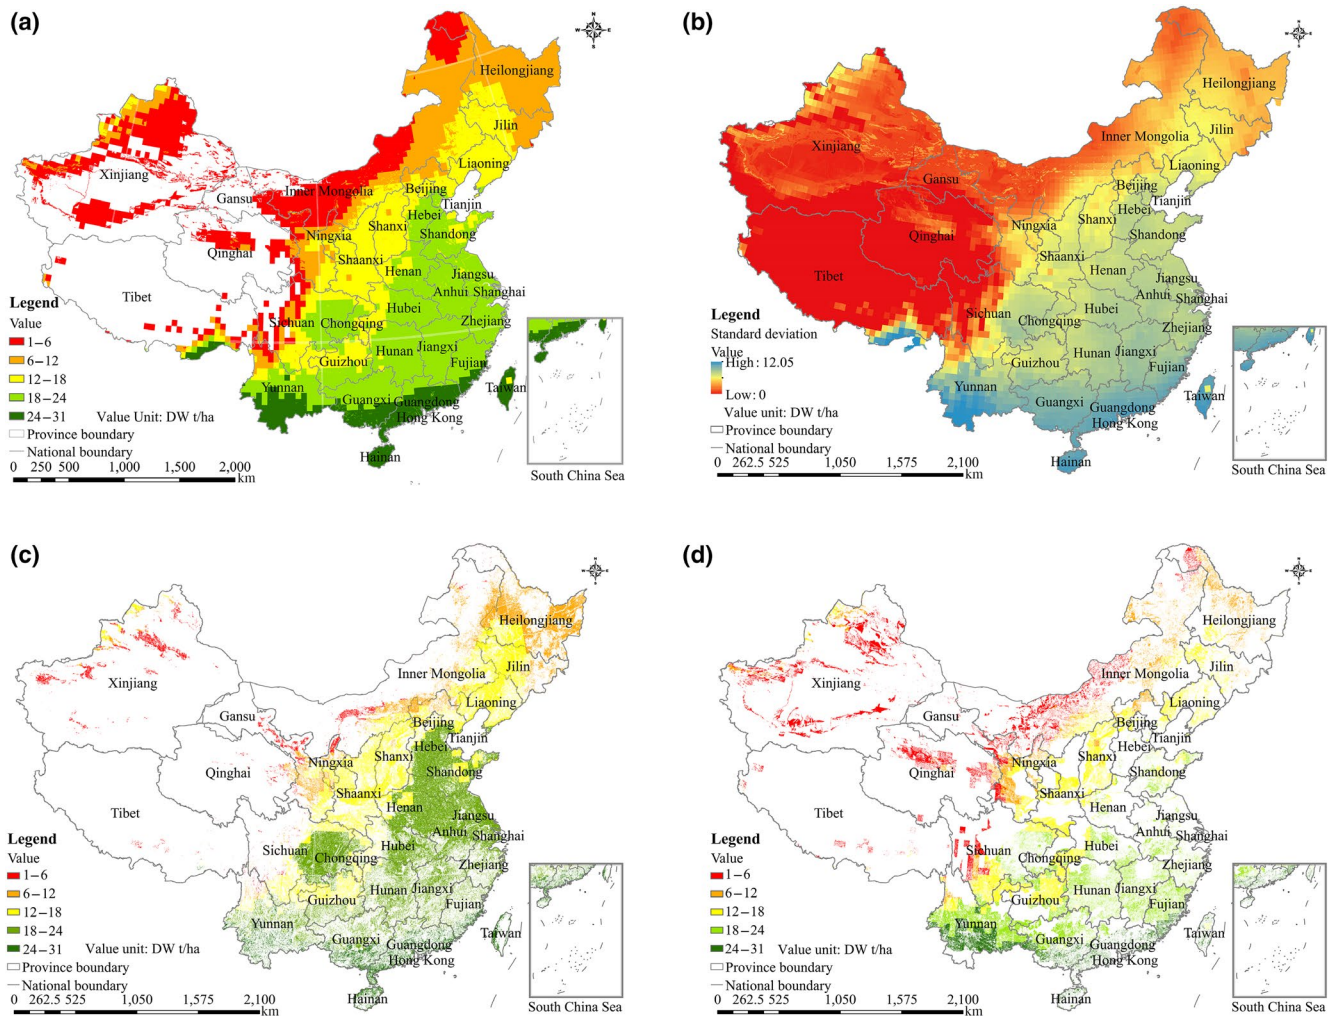 (a)
N
W E
S
Heilongjiang
Jilin
Liaoning
Xinjiang
Gansu
Inner Mongolia
Beijing
Tianjin
Hebei
Shanxi
Shandong
Ningxia
Qinghai
Shaanxi
Henan
Jiangsu
Tibet
Anhui Shanghai
Hubei
Sichuan Chongqing
Zhejiang
Hunan Jiangxi
Guizhou
Fujian
Yunnan
Taiwan
Guangxi
Guangdong
Hong Kong
Hainan
Legend
Value
1−6
6−12
12−18
18−24
24−31 Value Unit: DW t/ha
Province boundary
National boundary
0 250 500 1,000 1,500 2,000
km
South China Sea
(b)
N
W E
S
Heilongjiang
Jilin
Inner Mongolia
Liaoning
Xinjiang
Gansu
Beijing
Tianjin
Hebei
Shanxi
Ningxia
Shandong
Qinghai
Shaanxi
Henan
Jiangsu
Tibet
Anhui
Shanghai
Hubei
Sichuan
Chongqing
Zhejiang
Hunan Jiangxi
Guizhou
Fujian
Yunnan
Taiwan
Guangxi
Guangdong
Hong Kong
Hainan
Legend
Standard deviation
Value
High: 12.05
Low: 0
Value unit: DW t/ha
Province boundary
National boundary
0 262.5 525 1,050 1,575 2,100
km
South China Sea
(c)
N
W E
S
Heilongjiang
Jilin
Inner Mongolia
Xinjiang
Liaoning
Gansu
Beijing
Tianjin
Hebei
Shanxi
Ningxia
Qinghai
Shandong
Shaanxi
Henan
Tibet
Jiangsu
Anhui
Shanghai
Hubei
Sichuan
Chongqing
Zhejiang
Hunan Jiangxi
Guizhou
Fujian
Yunnan
Taiwan
Guangxi
Guangdong
Hong Kong
Hainan
Legend
Value
1−6
6−12
12−18
18−24
24−31 Value unit: DW t/ha
Province boundary
National boundary
0 262.5 525 1,050 1,575 2,100
km
South China Sea
(d)
N
W E
S
Heilongjiang
Jilin
Inner Mongolia
Xinjiang
Liaoning
Gansu
Beijing
Tianjin
Hebei
Shanxi
Ningxia
Qinghai
Shandong
Shaanxi
Henan
Tibet
Jiangsu
Anhui
Shanghai
Hubei
Sichuan
Chongqing
Zhejiang
Hunan Jiangxi
Guizhou
Fujian
Yunnan
Taiwan
Guangxi
Guangdong
Hong Kong
Hainan
Legend
Value
1−6
6−12
12−18
18−24
24−31 Value unit: DW t/ha
Province boundary
National boundary
0 262.5 525 1,050 1,575 2,100
km
South China Sea